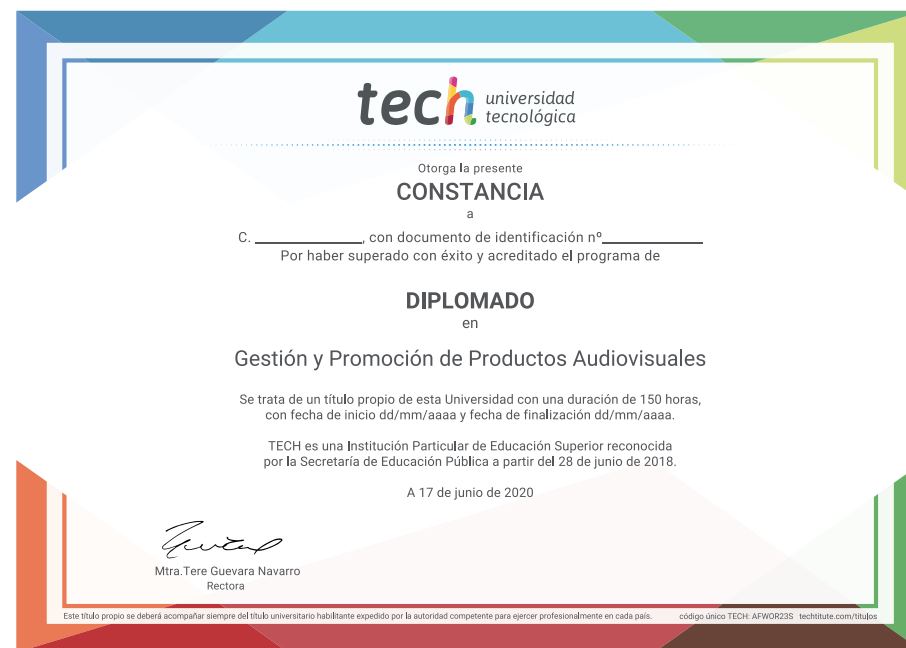 tech universidad
tecnológica
Otorga la presente
CONSTANCIA
a
C. ______________, con documento de identificación nº_____________
Por haber superado con éxito y acreditado el programa de
DIPLOMADO
en
Gestión y Promoción de Productos Audiovisuales
Se trata de un título propio de esta Universidad con una duración de 150 horas,
con fecha de inicio dd/mm/aaaa y fecha de finalización dd/mm/aaaa.
TECH es una Institución Particular de Educación Superior reconocida
por la Secretaría de Educación Pública a partir del 28 de junio de 2018.
A 17 de junio de 2020
Mtra.Tere Guevara Navarro
Rectora
Este título propio se deberá acompañar siempre del título universitario habilitante expedido por la autoridad competente para ejercer profesionalmente en cada país. código único TECH: AFWOR23S techtitute.com/títulos